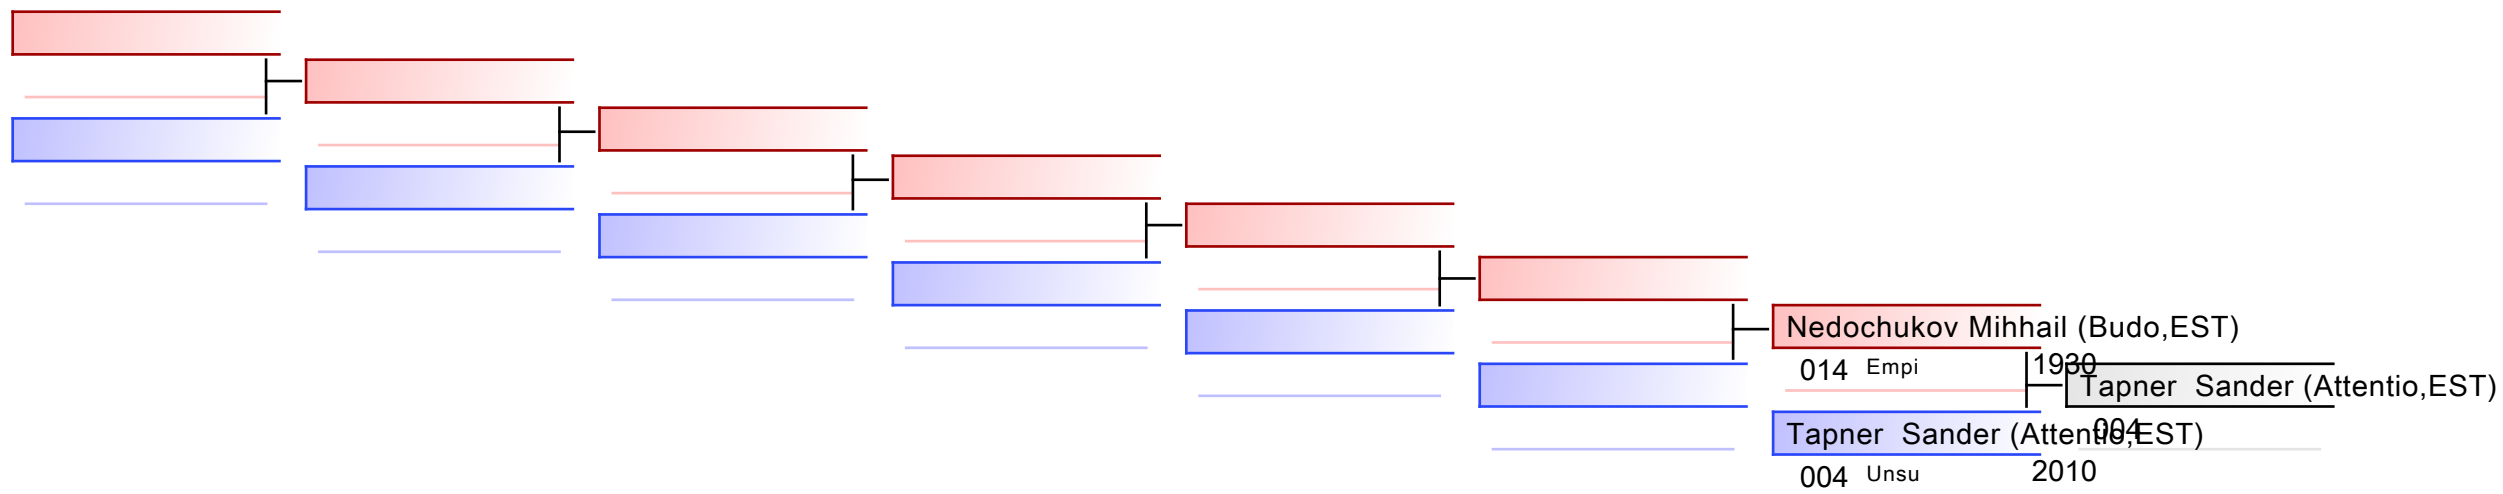 Nedochukov Mihhail (Budo,EST)
014 Empi 1930
Tapner Sander (Attentio,EST)
004
Tapner Sander (Attentio,EST)
004 Unsu 2010